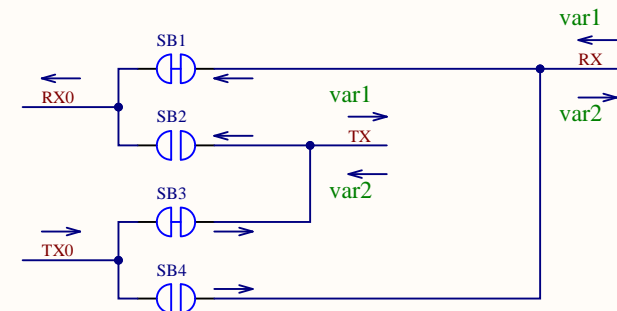 var1
SB1
RX
RX0
var1
var2
SB2
TX
var2
SB3
TX0
SB4